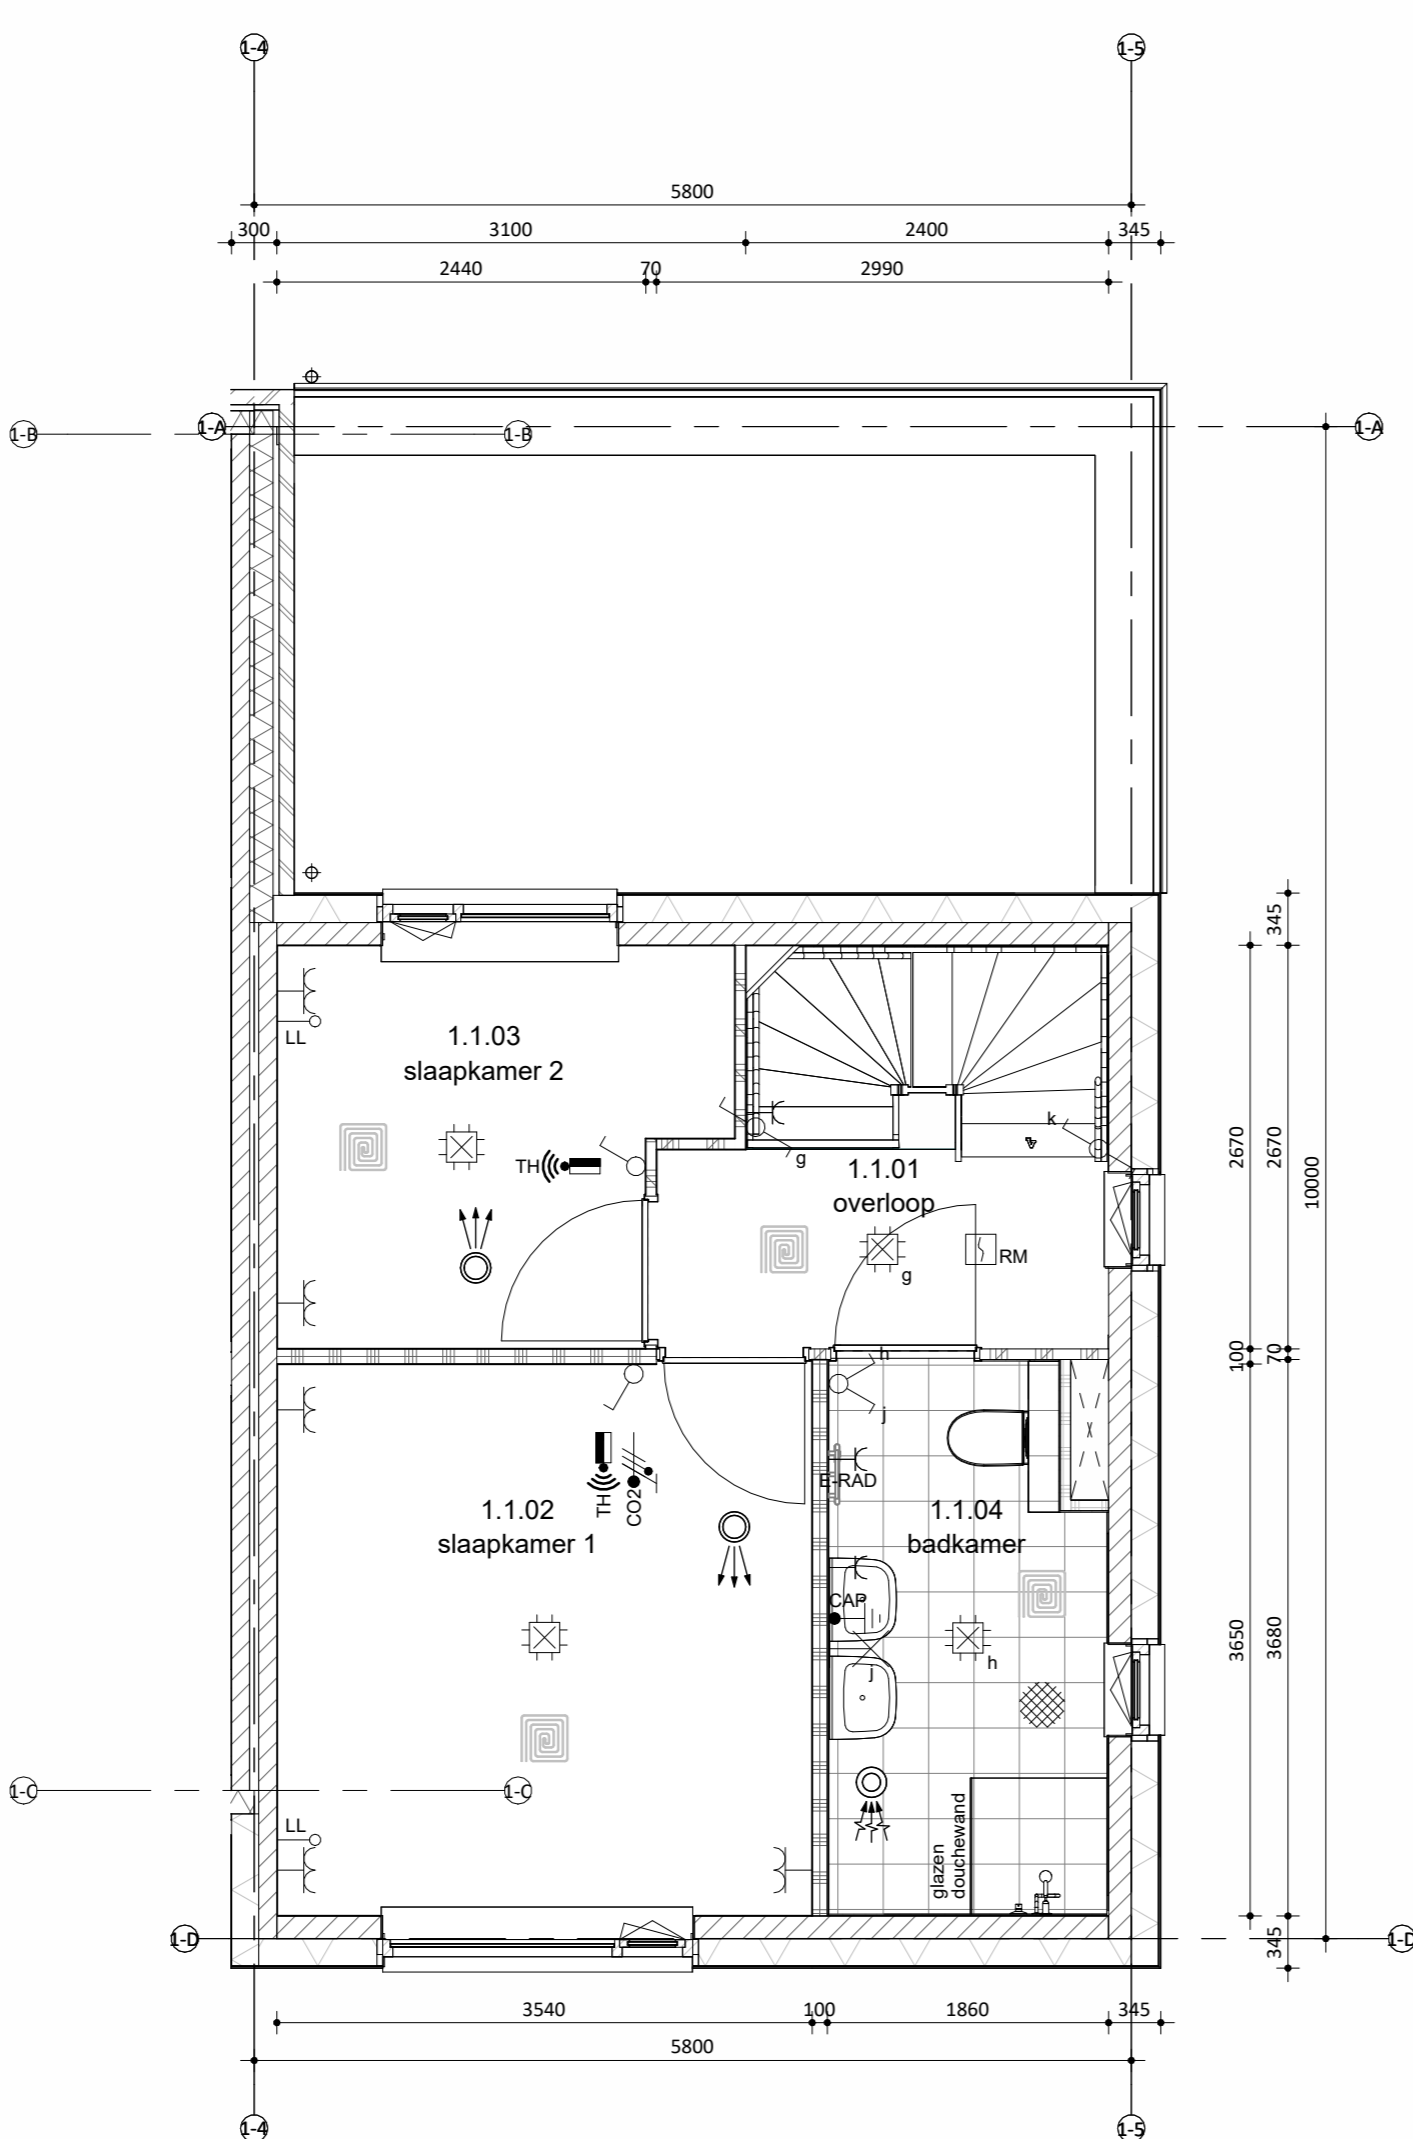 1-4
1-5
5800
300
3100
2400
345
2440
70
2990
1-B
1-A
1-B
1-A
345
LL
1.1.03
slaapkamer 2
TH
g
k
4
1.1.01
overloop
g
RM
2670
2670
10000
100
70
h
j
E-RAD
TH
CO2
1.1.02
slaapkamer 1
1.1.04
badkamer
CAP
j
h
3650
3680
1-C
1-C
LL
glazen
douchewand
1-D
1-D
345
3540
100
1860
345
5800
1-4
1-5